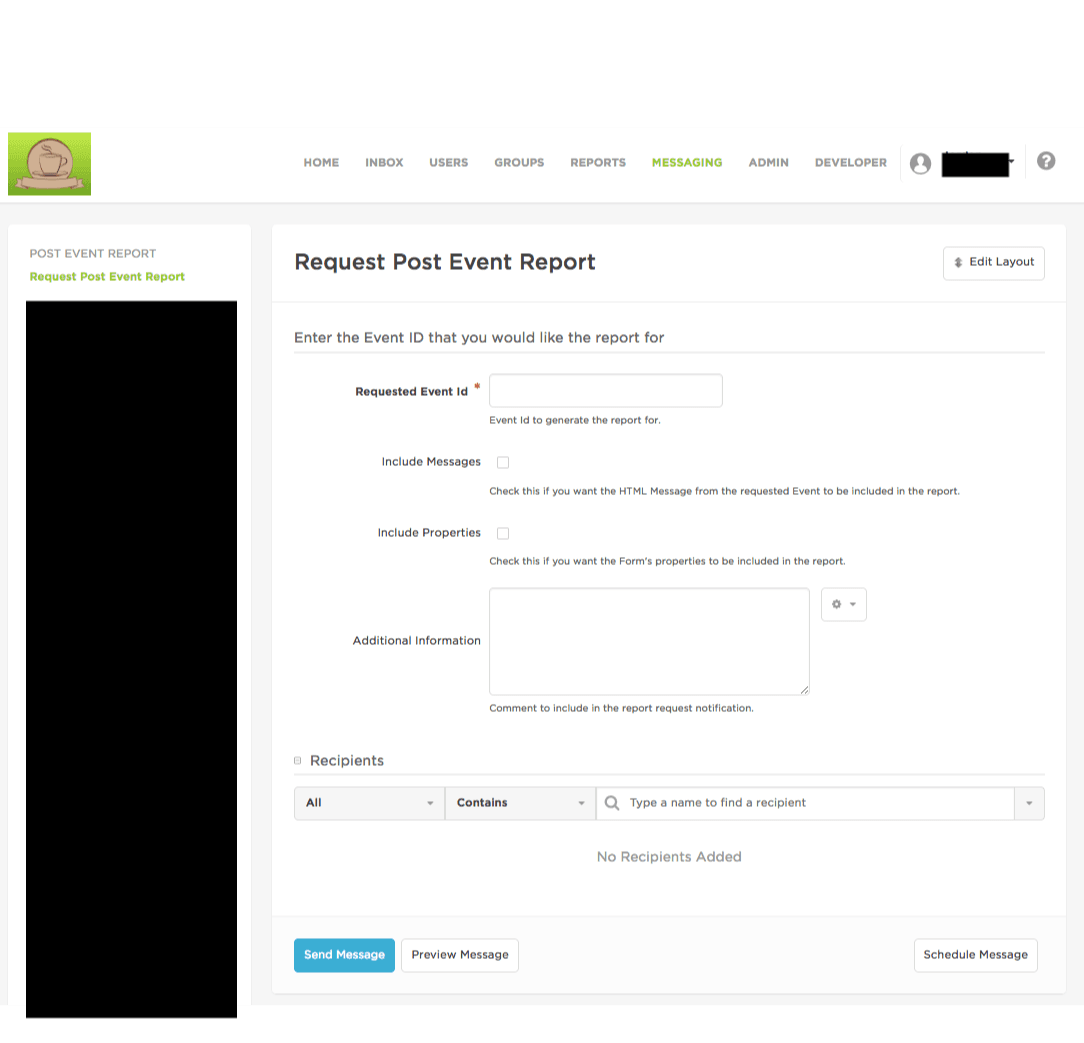 HOME INBOX USERS GROUPS REPORTS MESSAGING ADMIN DEVELOPER
POST EVENT REPORT
Request Post Event Report
Request Post Event Report
Edit Layout
Enter the Event ID that you would like the report for
Requested Event Id *
Event Id to generate the report for.
Include Messages
Check this if you want the HTML Message from the requested Event to be included in the report.
Include Properties
Check this if you want the Form's properties to be included in the report.
Additional Information
Comment to include in the report request notification.
Recipients
All Contains Type a name to find a recipient
No Recipients Added
Send Message Preview Message Schedule Message